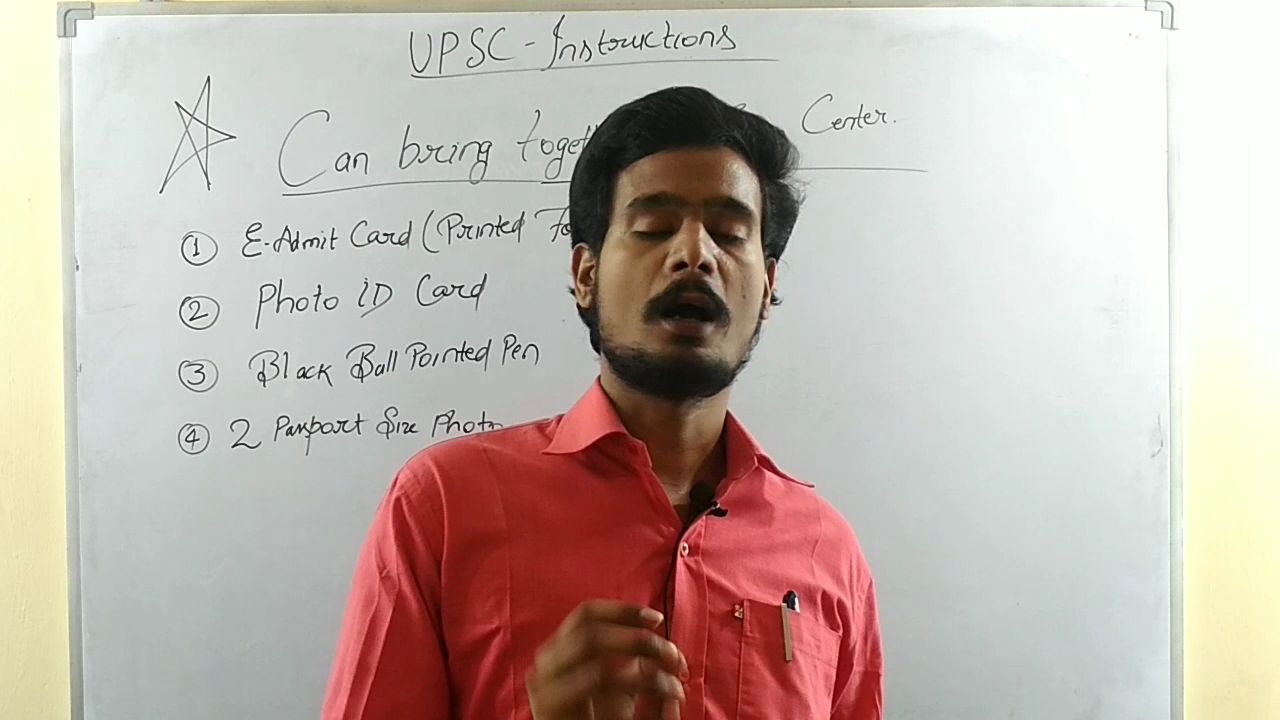 UPSC - Instructions
Can bring toget Center.
① E-Admit Card (Printed Fo
② Photo ID Card
③ Black Ball Pointed Pen
④ 2 Passport Size Photo